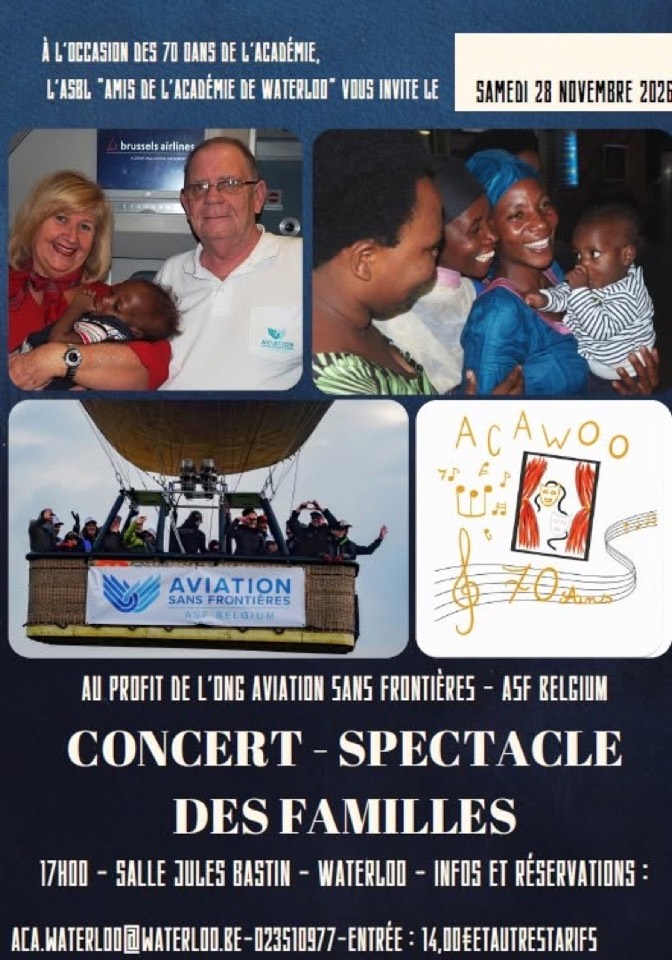 À L'OCCASION DES 70 DANS DE L'ACADÉMIE,
L'ASBL "AMIS DE L'ACADÉMIE DE WATERLOO" VOUS INVITE LE
SAMEDI 28 NOVEMBRE 2026
brussels airlines
AVIATION
SANS FRONTIÈRES
ACAWOO
70 ans
AVIATION
SANS FRONTIÈRES
ASF BELGIUM
AU PROFIT DE L'ONG AVIATION SANS FRONTIÈRES - ASF BELGIUM
CONCERT - SPECTACLE
DES FAMILLES
17H00 - SALLE JULES BASTIN - WATERLOO - INFOS ET RÉSERVATIONS :
ACA.WATERLOO@WATERLOO.BE-023510977-ENTRÉE : 14,00€ETAUTRESTARIFS